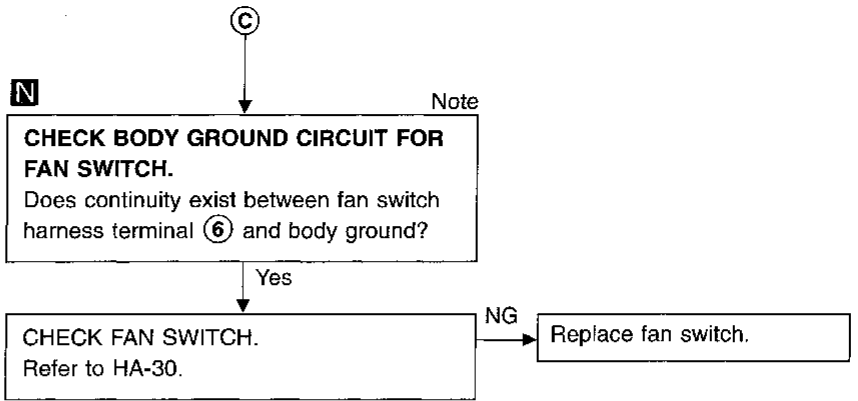 C
N
Note
CHECK BODY GROUND CIRCUIT FOR
FAN SWITCH.
Does continuity exist between fan switch
harness terminal 6 and body ground?
Yes
CHECK FAN SWITCH.
Refer to HA-30.
NG
Replace fan switch.